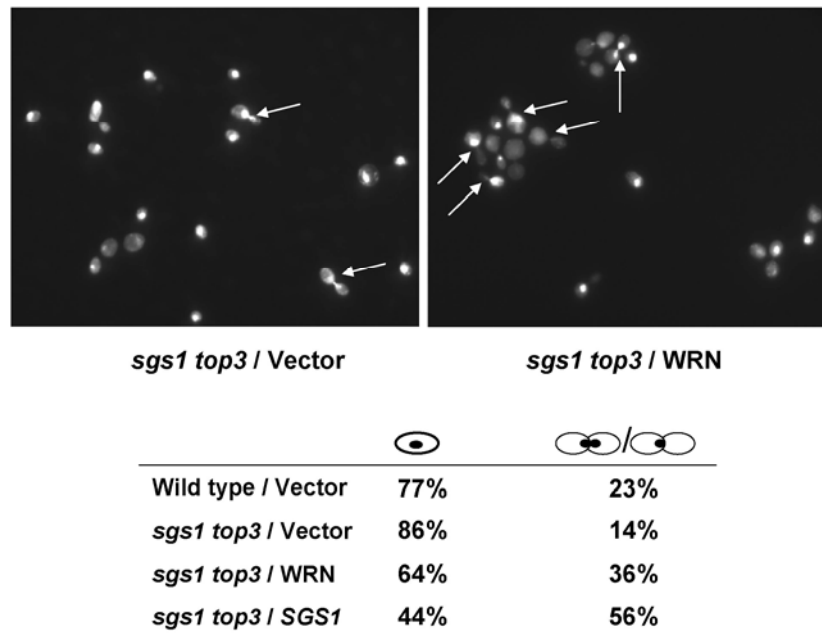 sgs1 top3 / Vector sgs1 top3 / WRN
/
Wild type / Vector 77% 23%
sgs1 top3 / Vector 86% 14%
sgs1 top3 / WRN 64% 36%
sgs1 top3 / SGS1 44% 56%